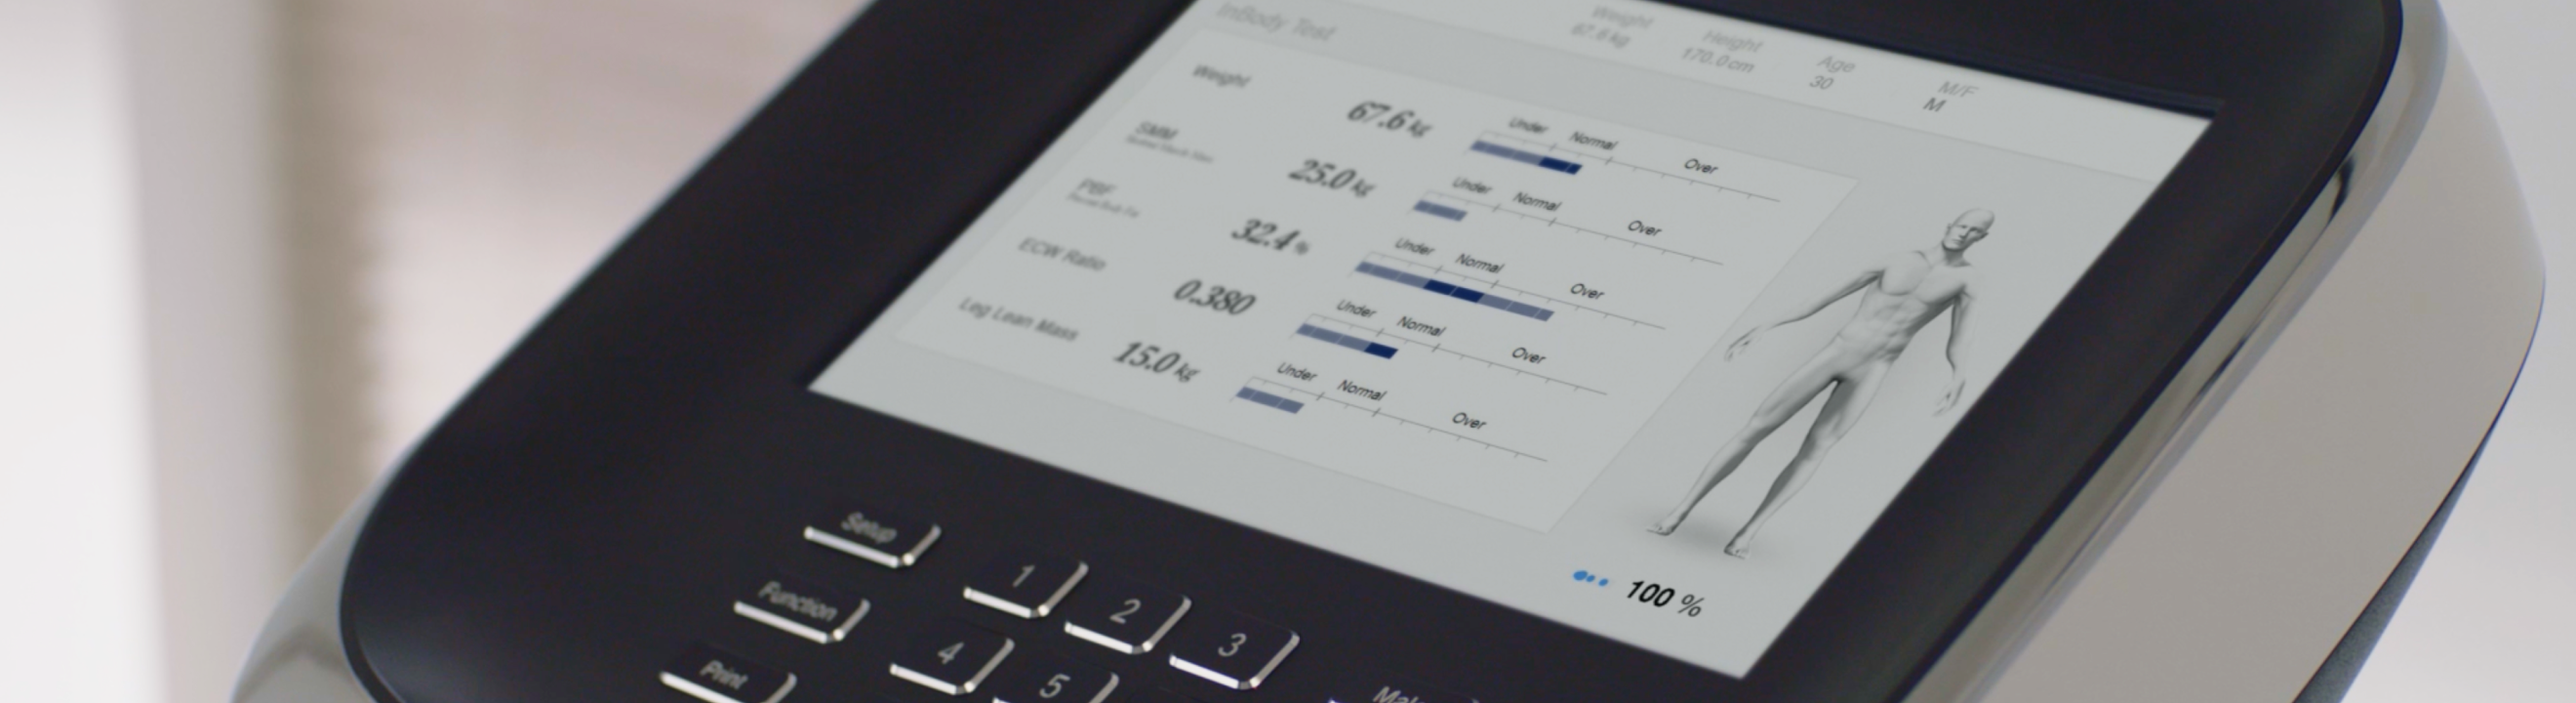 InBody Test
Weight Height Age M/F
67.6 kg 170.0 cm 30 M
Weight 67.6 kg Under Normal Over
SMM 25.0 kg Under Normal Over
PBF 32.4 % Under Normal Over
ECW Ratio 0.380 Under Normal Over
Leg Lean Mass 15.0 kg Under Normal Over
100 %
Setup 1 2 3
Function 4 5
Print